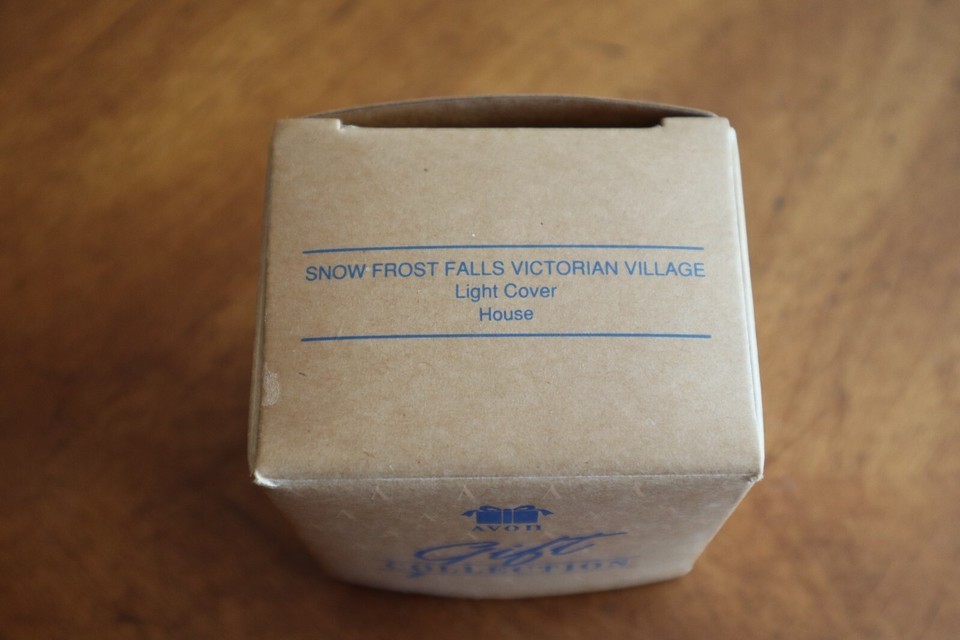 SNOW FROST FALLS VICTORIAN VILLAGE
Light Cover
House
AVON
Gift
COLLECTION